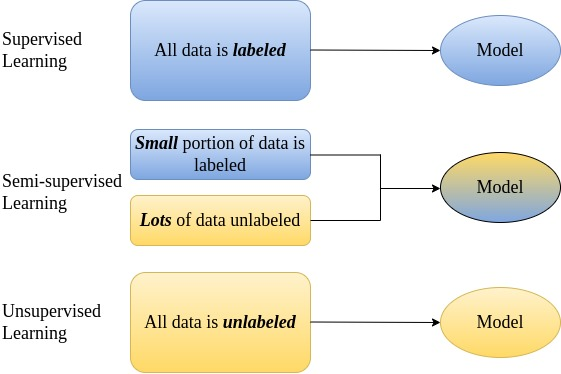 Supervised
Learning
All data is labeled
Model
Semi-supervised
Learning
Small portion of data is
labeled
Lots of data unlabeled
Model
Unsupervised
Learning
All data is unlabeled
Model